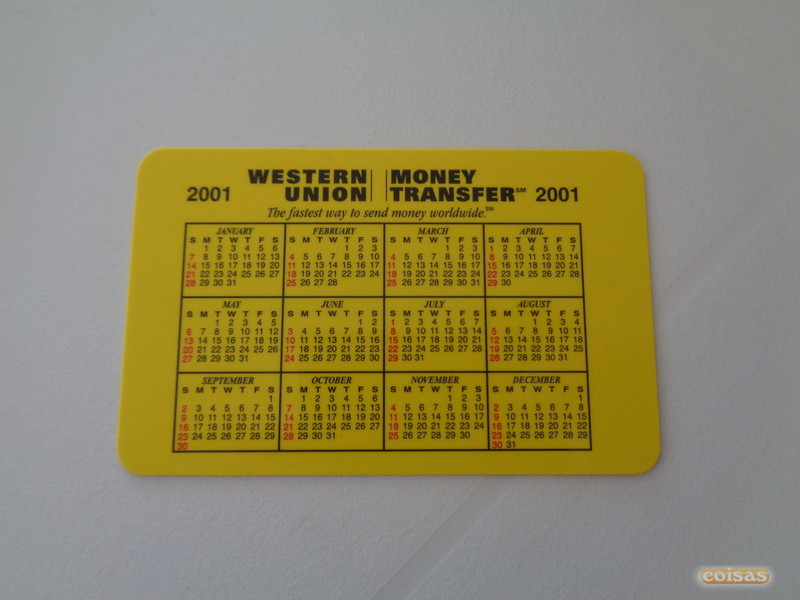 2001 WESTERN UNION MONEY TRANSFER℠ 2001
The fastest way to send money worldwide.℠
JANUARY
S M T W T F S
1 2 3 4 5 6
7 8 9 10 11 12 13
14 15 16 17 18 19 20
21 22 23 24 25 26 27
28 29 30 31
FEBRUARY
S M T W T F S
1 2 3
4 5 6 7 8 9 10
11 12 13 14 15 16 17
18 19 20 21 22 23 24
25 26 27 28
MARCH
S M T W T F S
1 2 3
4 5 6 7 8 9 10
11 12 13 14 15 16 17
18 19 20 21 22 23 24
25 26 27 28 29 30 31
APRIL
S M T W T F S
1 2 3 4 5 6 7
8 9 10 11 12 13 14
15 16 17 18 19 20 21
22 23 24 25 26 27 28
29 30
MAY
S M T W T F S
1 2 3 4 5
6 7 8 9 10 11 12
13 14 15 16 17 18 19
20 21 22 23 24 25 26
27 28 29 30 31
JUNE
S M T W T F S
1 2
3 4 5 6 7 8 9
10 11 12 13 14 15 16
17 18 19 20 21 22 23
24 25 26 27 28 29 30
JULY
S M T W T F S
1 2 3 4 5 6 7
8 9 10 11 12 13 14
15 16 17 18 19 20 21
22 23 24 25 26 27 28
29 30 31
AUGUST
S M T W T F S
1 2 3 4
5 6 7 8 9 10 11
12 13 14 15 16 17 18
19 20 21 22 23 24 25
26 27 28 29 30 31
SEPTEMBER
S M T W T F S
1
2 3 4 5 6 7 8
9 10 11 12 13 14 15
16 17 18 19 20 21 22
23 24 25 26 27 28 29
30
OCTOBER
S M T W T F S
1 2 3 4 5 6
7 8 9 10 11 12 13
14 15 16 17 18 19 20
21 22 23 24 25 26 27
28 29 30 31
NOVEMBER
S M T W T F S
1 2 3
4 5 6 7 8 9 10
11 12 13 14 15 16 17
18 19 20 21 22 23 24
25 26 27 28 29 30
DECEMBER
S M T W T F S
1
2 3 4 5 6 7 8
9 10 11 12 13 14 15
16 17 18 19 20 21 22
23 24 25 26 27 28 29
30 31
coisas